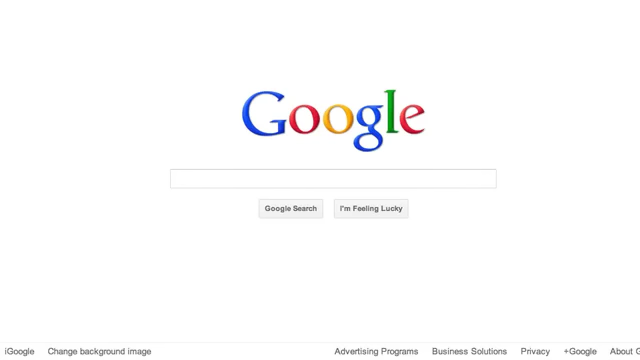 Google
Google Search I'm Feeling Lucky
iGoogle Change background image Advertising Programs Business Solutions Privacy +Google About G